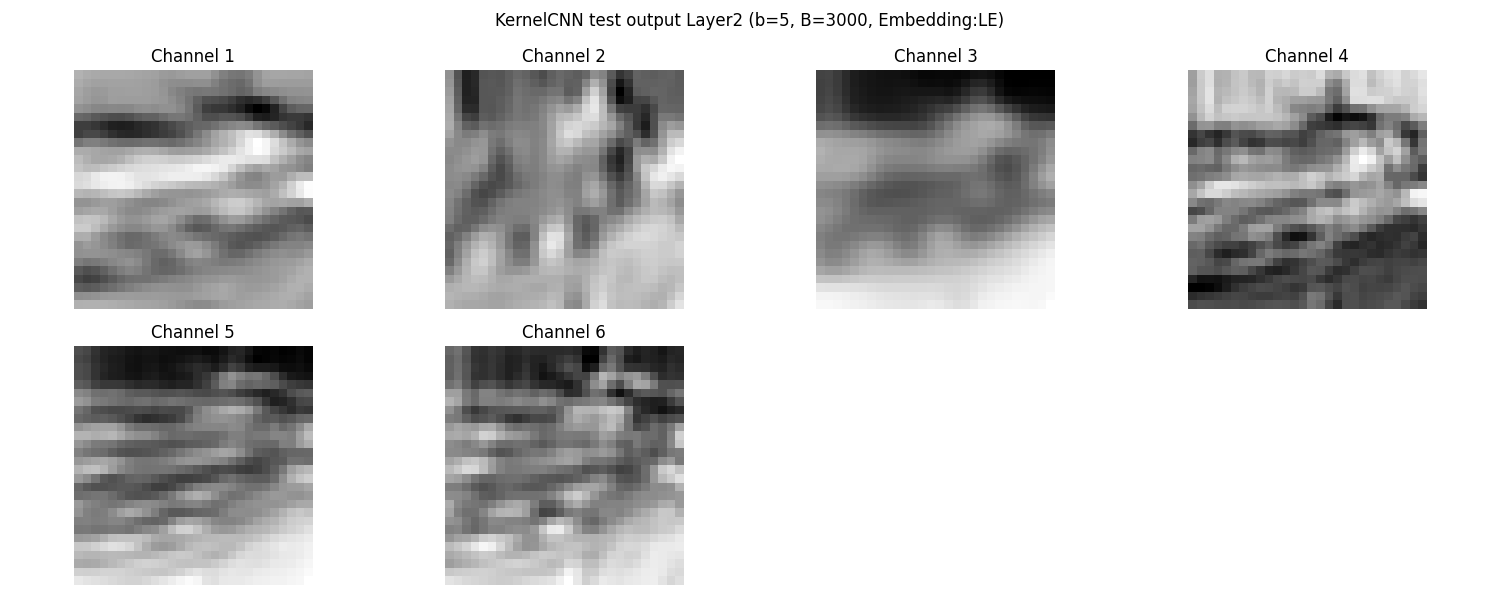 KernelCNN test output Layer2 (b=5, B=3000, Embedding:LE)
Channel 1
Channel 2
Channel 3
Channel 4
Channel 5
Channel 6